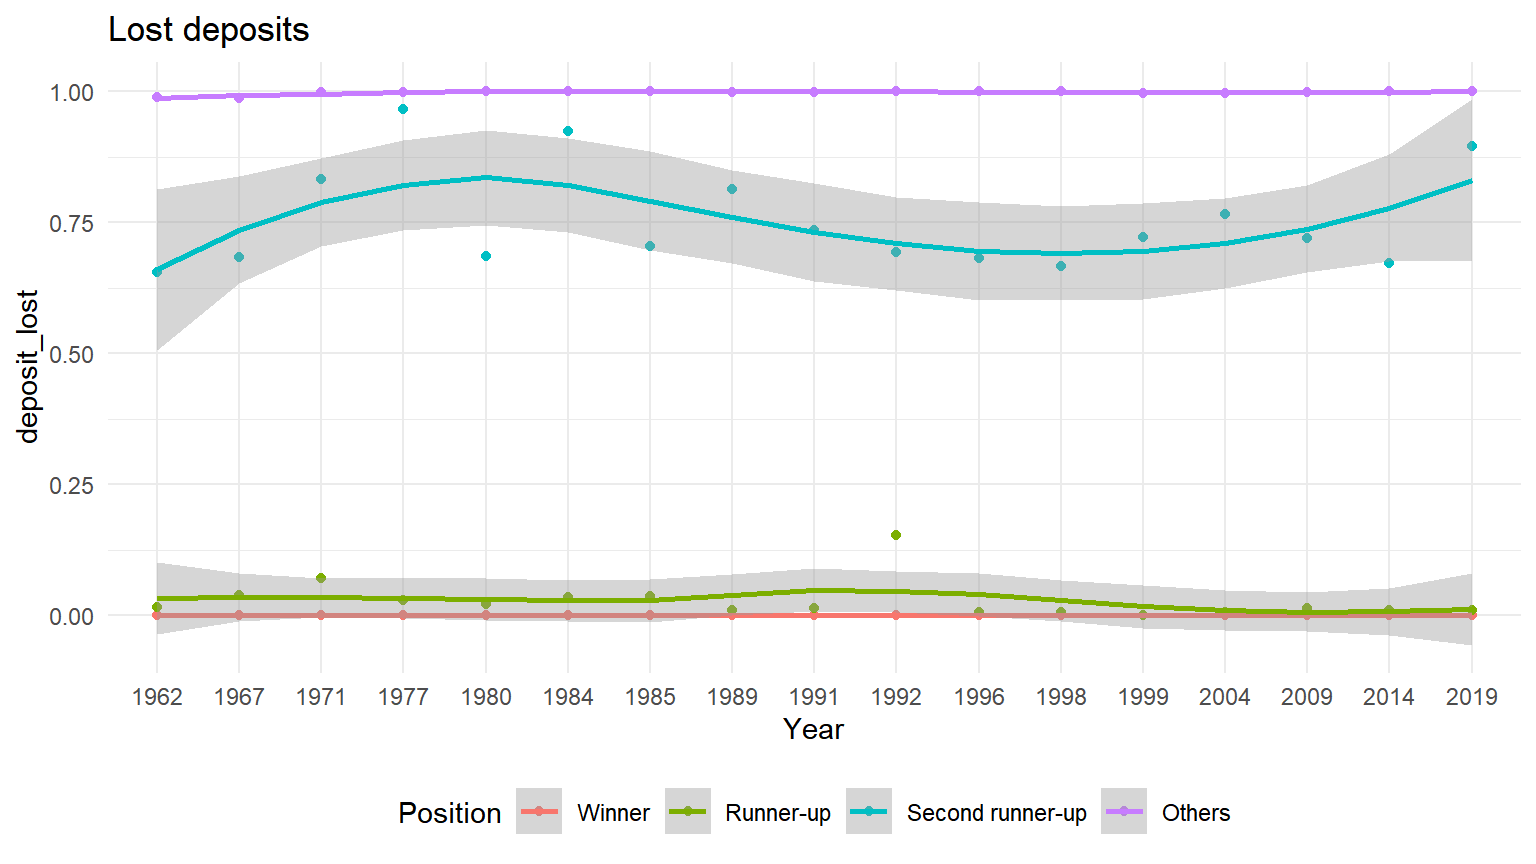 Lost deposits
deposit_lost
1.00
0.75
0.50
0.25
0.00
1962 1967 1971 1977 1980 1984 1985 1989 1991 1992 1996 1998 1999 2004 2009 2014 2019
Year
Position Winner Runner-up Second runner-up Others